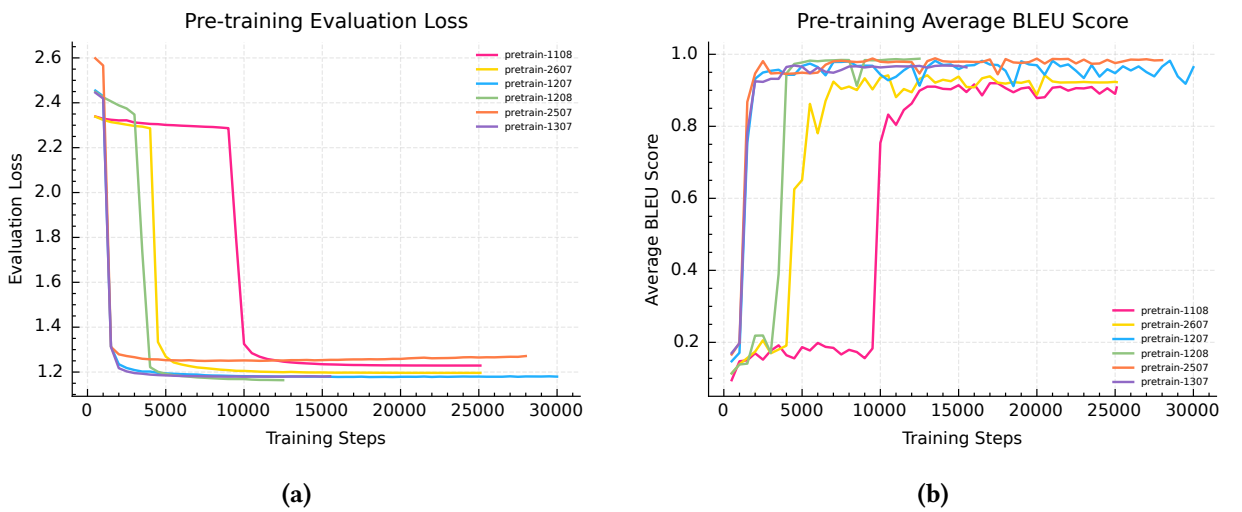 Pre-training Evaluation Loss
2.6
2.4
2.2
2.0
1.8
1.6
1.4
1.2
Evaluation Loss
0
5000
10000
15000
20000
25000
30000
Training Steps
pretrain-1108
pretrain-2607
pretrain-1207
pretrain-1208
pretrain-2507
pretrain-1307
(a)
Pre-training Average BLEU Score
1.0
0.8
0.6
0.4
0.2
Average BLEU Score
0
5000
10000
15000
20000
25000
30000
Training Steps
pretrain-1108
pretrain-2607
pretrain-1207
pretrain-1208
pretrain-2507
pretrain-1307
(b)